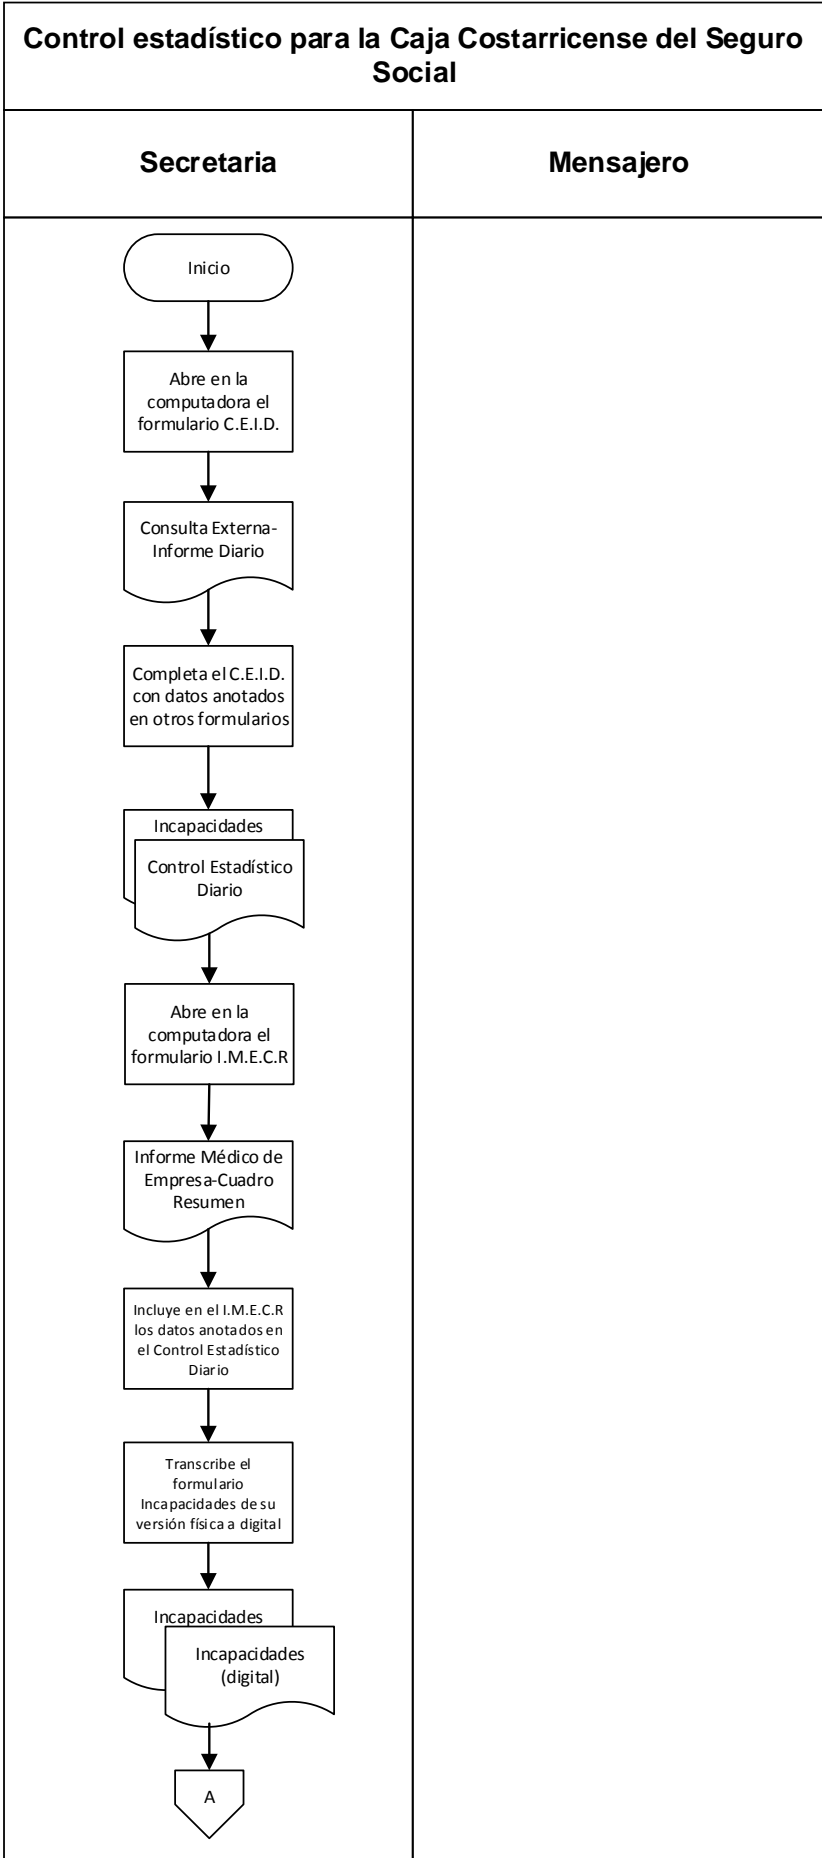 Control estadístico para la Caja Costarricense del Seguro
Social
Secretaria
Mensajero
Inicio
Abre en la
computadora el
formulario C.E.I.D.
Consulta Externa-
Informe Diario
Completa el C.E.I.D.
con datos anotados
en otros formularios
Incapacidades
Control Estadístico
Diario
Abre en la
computadora el
formulario I.M.E.C.R
Informe Médico de
Empresa-Cuadro
Resumen
Incluye en el I.M.E.C.R
los datos anotados en
el Control Estadístico
Diario
Transcribe el
formulario
Incapacidades de su
versión física a digital
Incapacidades
Incapacidades
(digital)
A